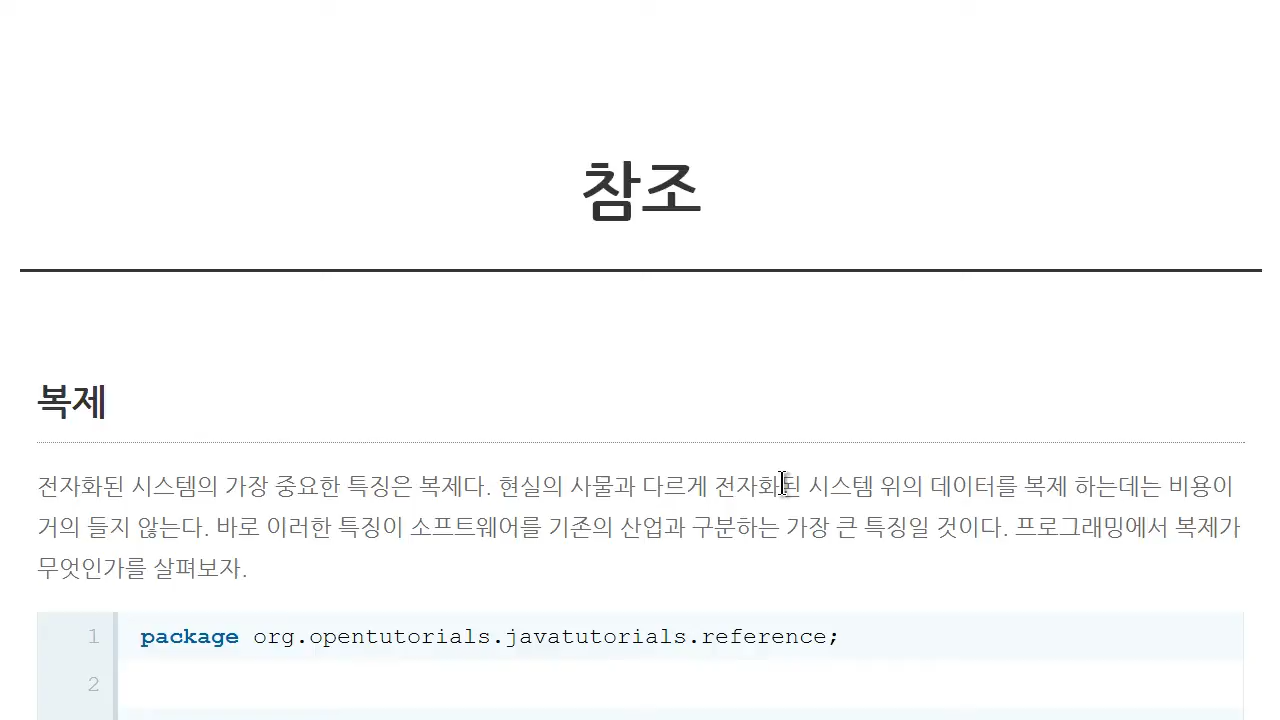 참조
복제
전자화된 시스템의 가장 중요한 특징은 복제다. 현실의 사물과 다르게 전자화된 시스템 위의 데이터를 복제 하는데는 비용이
거의 들지 않는다. 바로 이러한 특징이 소프트웨어를 기존의 산업과 구분하는 가장 큰 특징일 것이다. 프로그래밍에서 복제가
무엇인가를 살펴보자.
1 package org.opentutorials.javatutorials.reference;
2